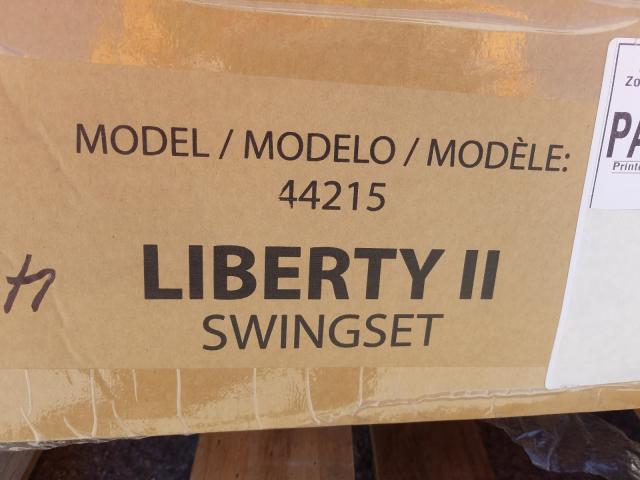 MODEL / MODELO / MODÈLE:
44215
LIBERTY II
SWINGSET